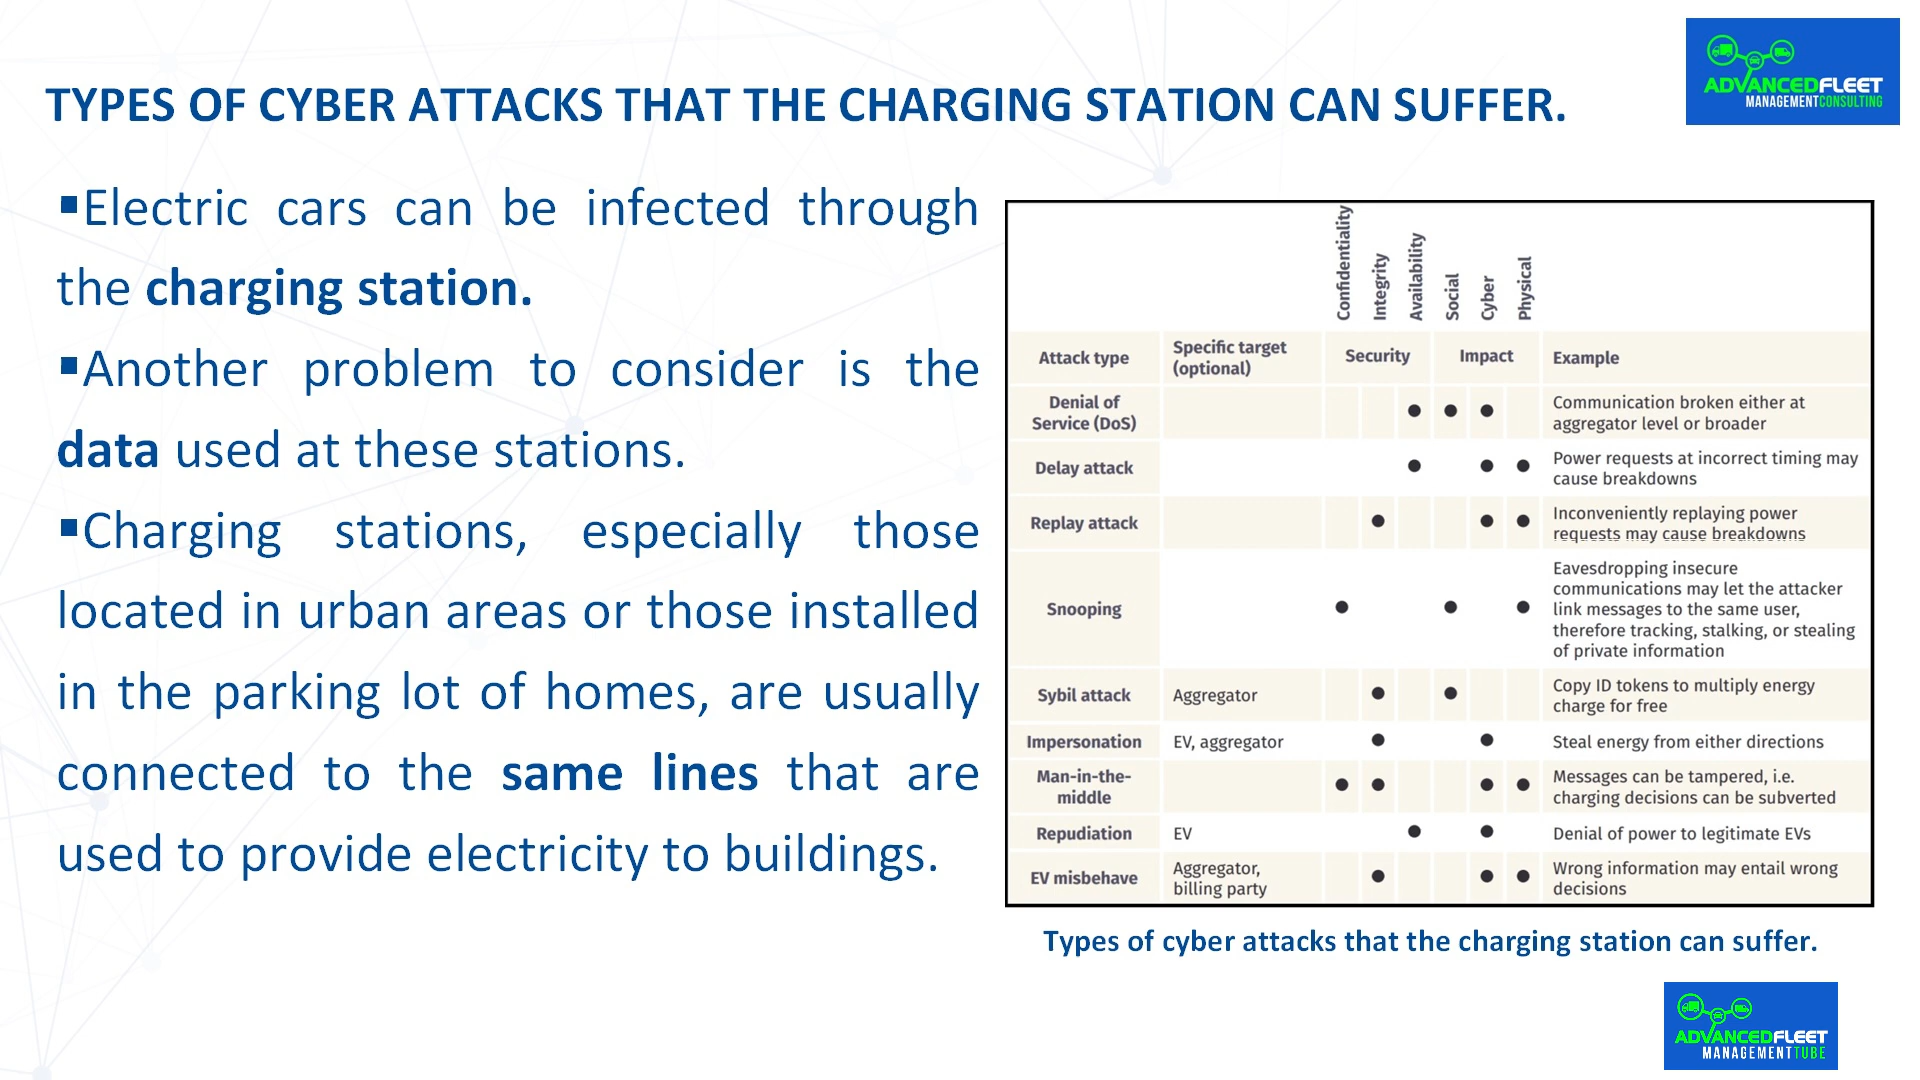 TYPES OF CYBER ATTACKS THAT THE CHARGING STATION CAN SUFFER.
ADVANCEDFLEET
MANAGEMENTCONSULTING
▪Electric cars can be infected through
the charging station.
▪Another problem to consider is the
data used at these stations.
▪Charging stations, especially those
located in urban areas or those installed
in the parking lot of homes, are usually
connected to the same lines that are
used to provide electricity to buildings.
Confidentiality Integrity Availability Social Cyber Physical
Attack type Specific target (optional) Security Impact Example
Denial of Service (DoS) ● ● ● Communication broken either at
aggregator level or broader
Delay attack ● ● ● Power requests at incorrect timing may
cause breakdowns
Replay attack ● ● ● Inconveniently replaying power
requests may cause breakdowns
Snooping ● ● ● Eavesdropping insecure
communications may let the attacker
link messages to the same user,
therefore tracking, stalking, or stealing
of private information
Sybil attack Aggregator ● ● Copy ID tokens to multiply energy
charge for free
Impersonation EV, aggregator ● ● Steal energy from either directions
Man-in-the-middle ● ● ● ● Messages can be tampered, i.e.
charging decisions can be subverted
Repudiation EV ● ● Denial of power to legitimate EVs
EV misbehave Aggregator, billing party ● ● ● Wrong information may entail wrong
decisions
Types of cyber attacks that the charging station can suffer.
ADVANCEDFLEET
MANAGEMENTTUBE